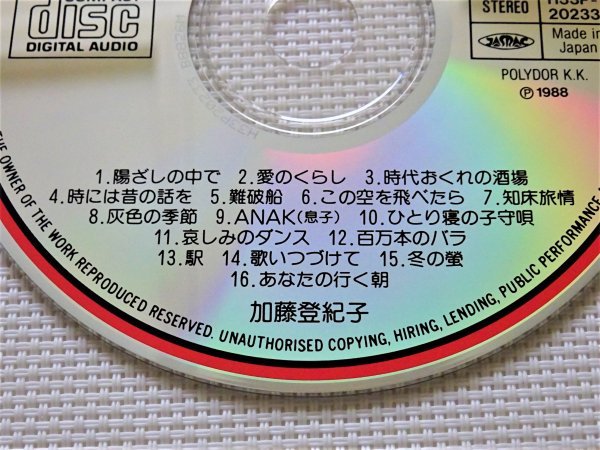 disc
DIGITAL AUDIO
STEREO
20233
JASRAC
Made in Japan
POLYDOR K.K.
Ⓟ 1988
1.陽ざしの中で 2.愛のくらし 3.時代おくれの酒場
4.時には昔の話を 5.難破船 6.この空を飛べたら 7.知床旅情
8.灰色の季節 9.ANAK(息子) 10.ひとり寝の子守唄
11.哀しみのダンス 12.百万本のバラ
13.駅 14.歌いつづけて 15.冬の螢
16.あなたの行く朝
加藤登紀子
THE OWNER OF THE WORK REPRODUCED RESERVED. UNAUTHORISED COPYING, HIRING, LENDING, PUBLIC PERFORMANCE